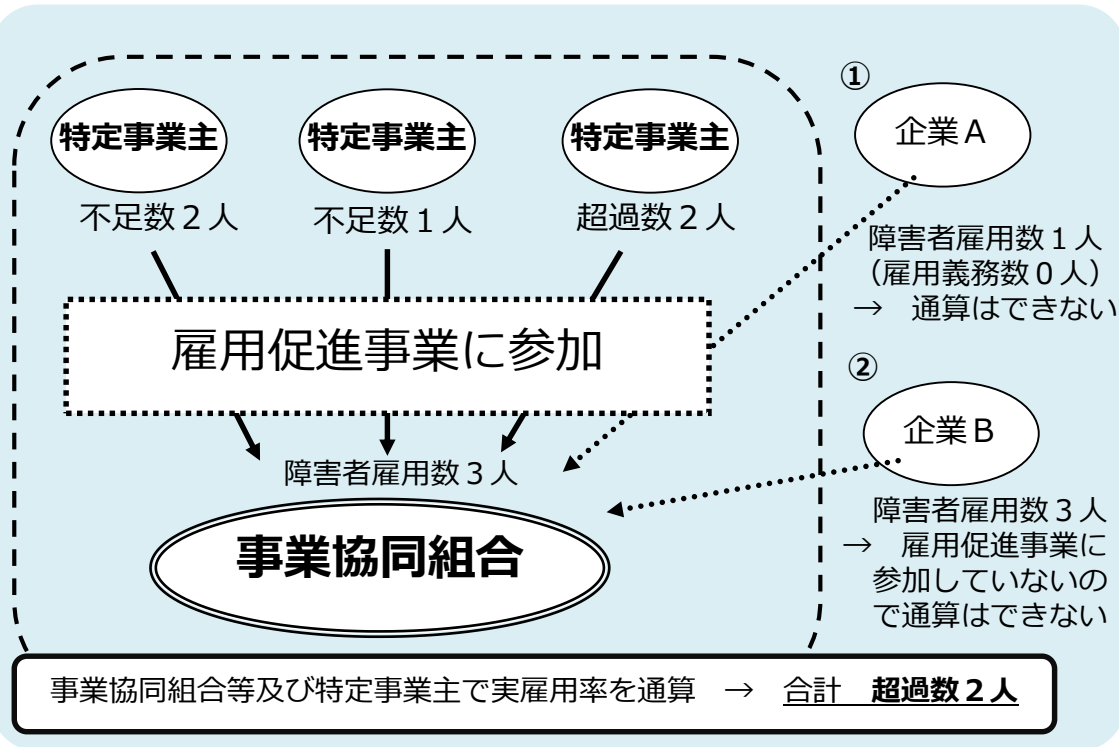 特定事業主
不足数２人
特定事業主
不足数１人
特定事業主
超過数２人
雇用促進事業に参加
障害者雇用数３人
事業協同組合
①
企業Ａ
障害者雇用数１人
（雇用義務数０人）
→　通算はできない
②
企業Ｂ
障害者雇用数３人
→　雇用促進事業に
参加していないの
で通算はできない
事業協同組合等及び特定事業主で実雇用率を通算　→　合計　超過数２人